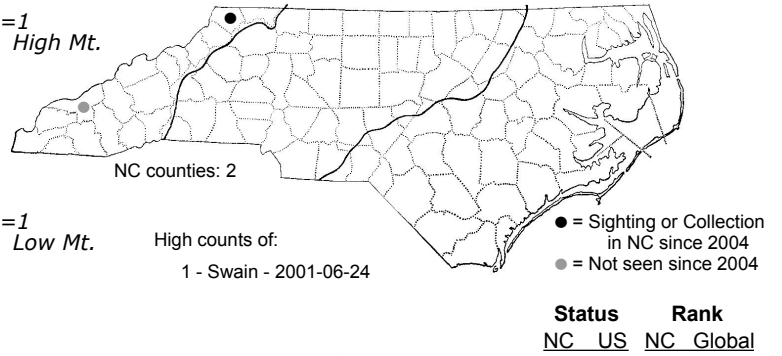 =1
High Mt.
NC counties: 2
=1
Low Mt.
High counts of:
1 - Swain - 2001-06-24
= Sighting or Collection
in NC since 2004
= Not seen since 2004
Status Rank
NC US NC Global